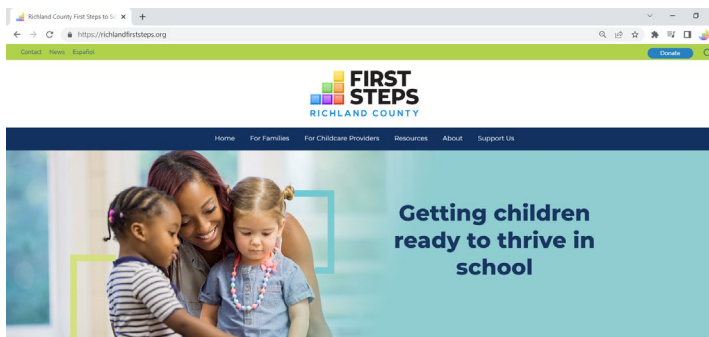 Richland County First Steps to Sc
https://richlandfirststeps.org
Contact News Español
Donate
FIRST
STEPS
RICHLAND COUNTY
Home For Families For Childcare Providers Resources About Support Us
Getting children
ready to thrive in
school